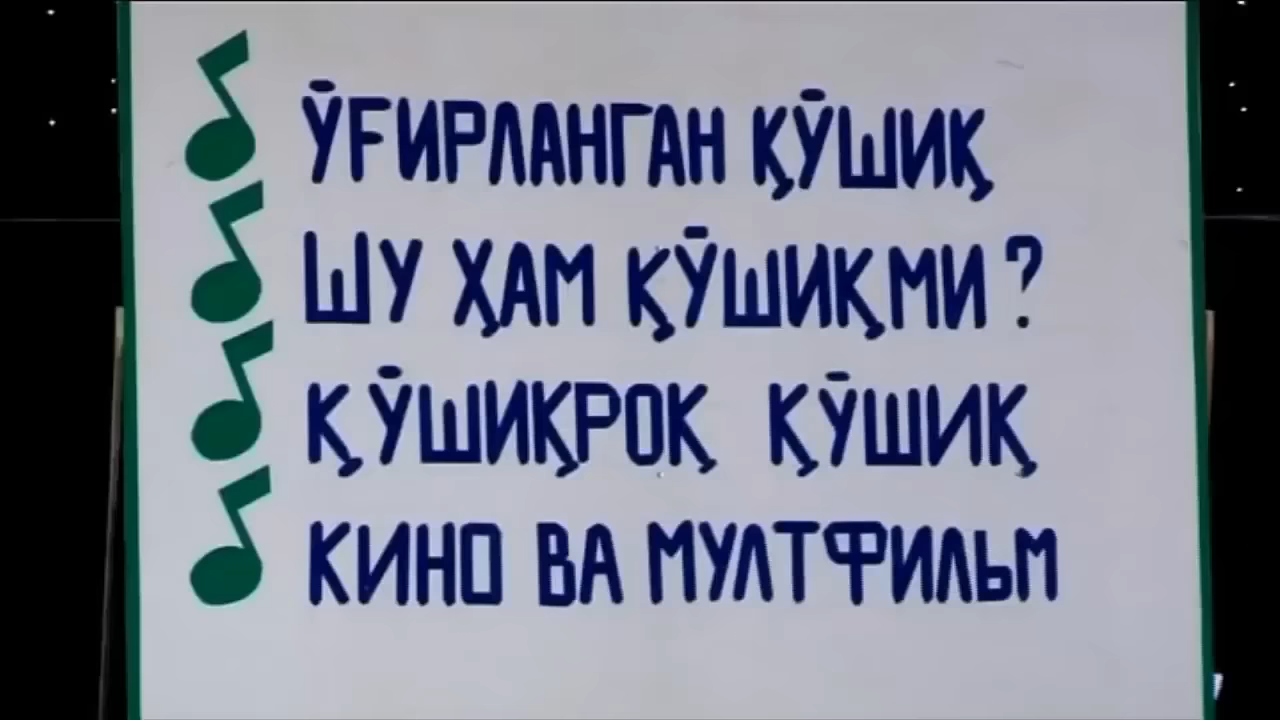 ЎҒИРЛАНГАН ҚЎШИҚ
ШУ ҲАМ ҚЎШИҚМИ?
ҚЎШИҚРОҚ ҚЎШИҚ
КИНО ВА МУЛТФИЛЬМ